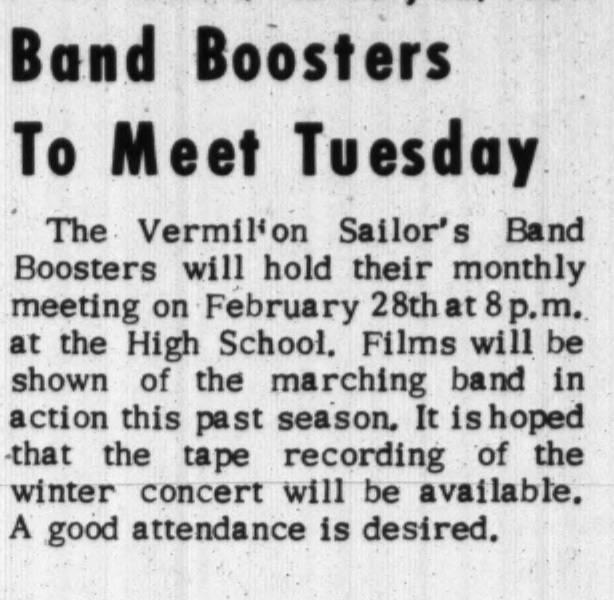 Band Boosters
To Meet Tuesday
The Vermilion Sailor's Band
Boosters will hold their monthly
meeting on February 28th at 8 p.m.
at the High School. Films will be
shown of the marching band in
action this past season. It is hoped
that the tape recording of the
winter concert will be available.
A good attendance is desired.